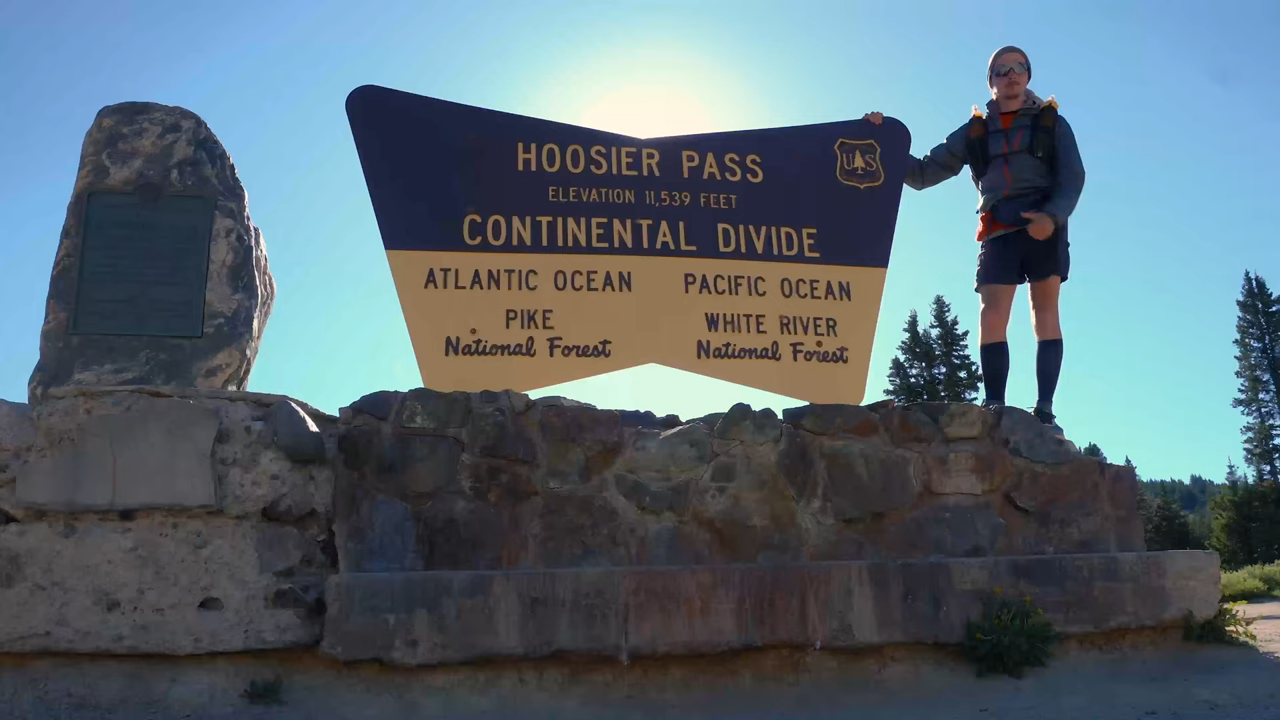 HOOSIER PASS
ELEVATION 11,539 FEET
CONTINENTAL DIVIDE
U S
ATLANTIC OCEAN
PIKE
National Forest
PACIFIC OCEAN
WHITE RIVER
National Forest